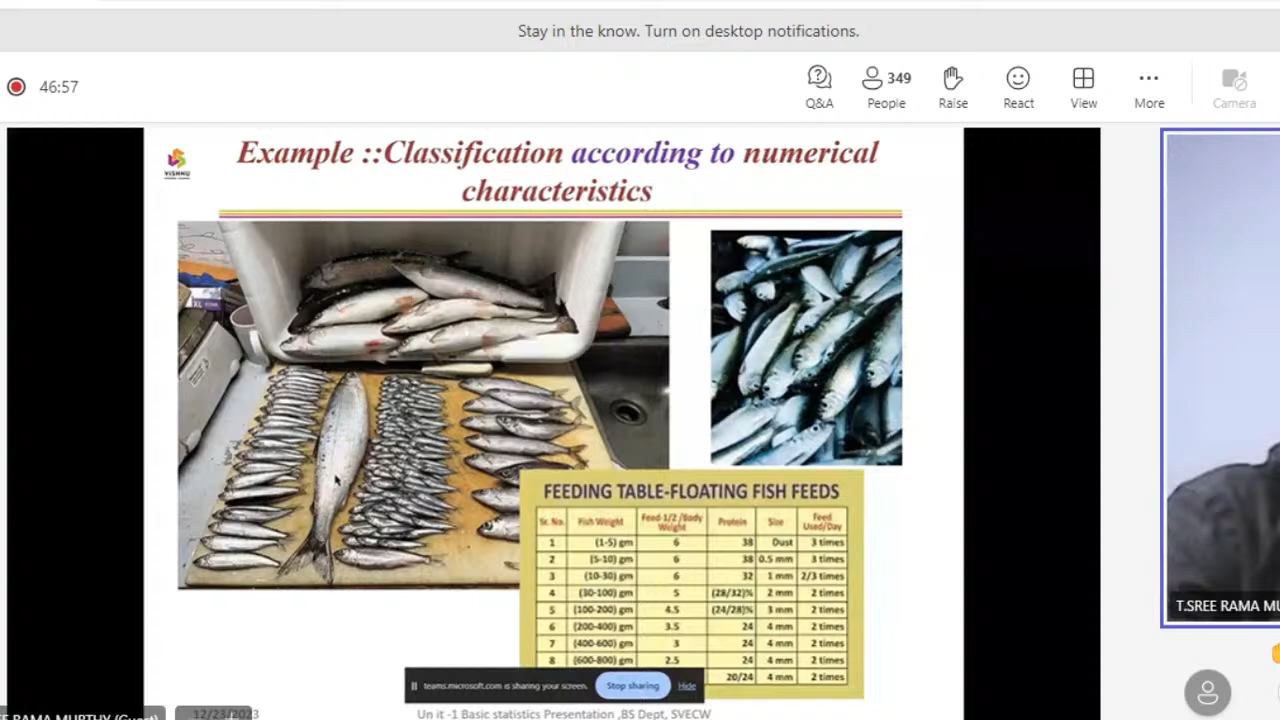 Stay in the know. Turn on desktop notifications.
46:57
Q&A
349
People
Raise
React
View
More
Camera
VISHNU
Example ::Classification according to numerical
characteristics
XL
FEEDING TABLE-FLOATING FISH FEEDS
Sr. No. Fish Weight Feed-1/2 /Body Weight Protein Size Feed Used/Day
1 (1-5) gm 6 38 Dust 3 times
2 (5-10) gm 6 38 0.5 mm 3 times
3 (10-30) gm 6 32 1 mm 2/3 times
4 (30-100) gm 5 (28/32)% 2 mm 2 times
5 (100-200) gm 4.5 (24/28)% 3 mm 2 times
6 (200-400) gm 3.5 24 4 mm 2 times
7 (400-600) gm 3 24 4 mm 2 times
8 (600-800) gm 2.5 24 4 mm 2 times
20/24 4 mm 2 times
teams.microsoft.com is sharing your screen. Stop sharing Hide
T.SREE RAMA MU
EE RAMA MURTHY (Guest)
12/23/2023
Un it -1 Basic statistics Presentation ,BS Dept, SVECW